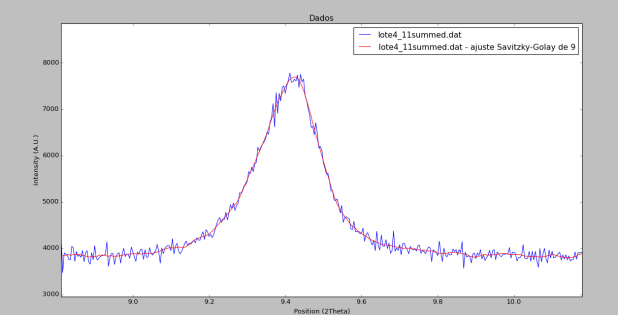 Dados
lote4_11summed.dat
lote4_11summed.dat - ajuste Savitzky-Golay de 9
8000
7000
6000
5000
4000
3000
Intensity (A.U.)
9.0 9.2 9.4 9.6 9.8 10.0
Position (2Theta)